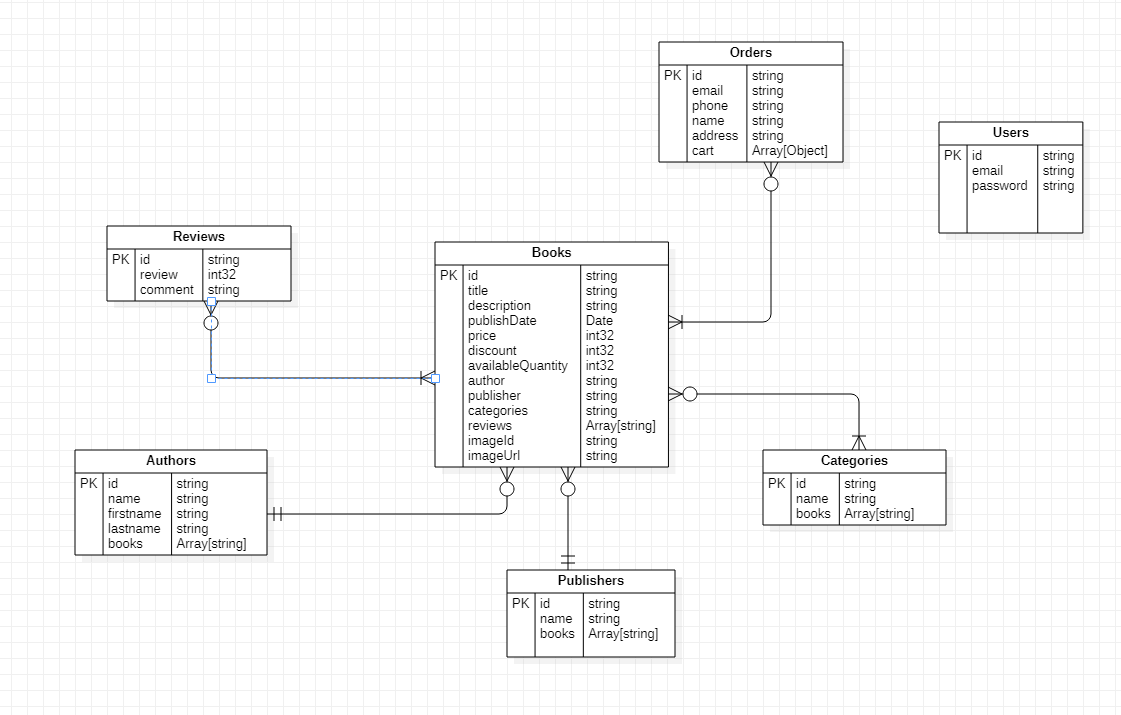 Orders
PK id string
email string
phone string
name string
address string
cart Array[Object]
Users
PK id string
email string
password string
Reviews
PK id string
review int32
comment string
Books
PK id string
title string
description string
publishDate Date
price int32
discount int32
availableQuantity int32
author string
publisher string
categories string
reviews Array[string]
imageId string
imageUrl string
Authors
PK id string
name string
firstname string
lastname string
books Array[string]
Categories
PK id string
name string
books Array[string]
Publishers
PK id string
name string
books Array[string]